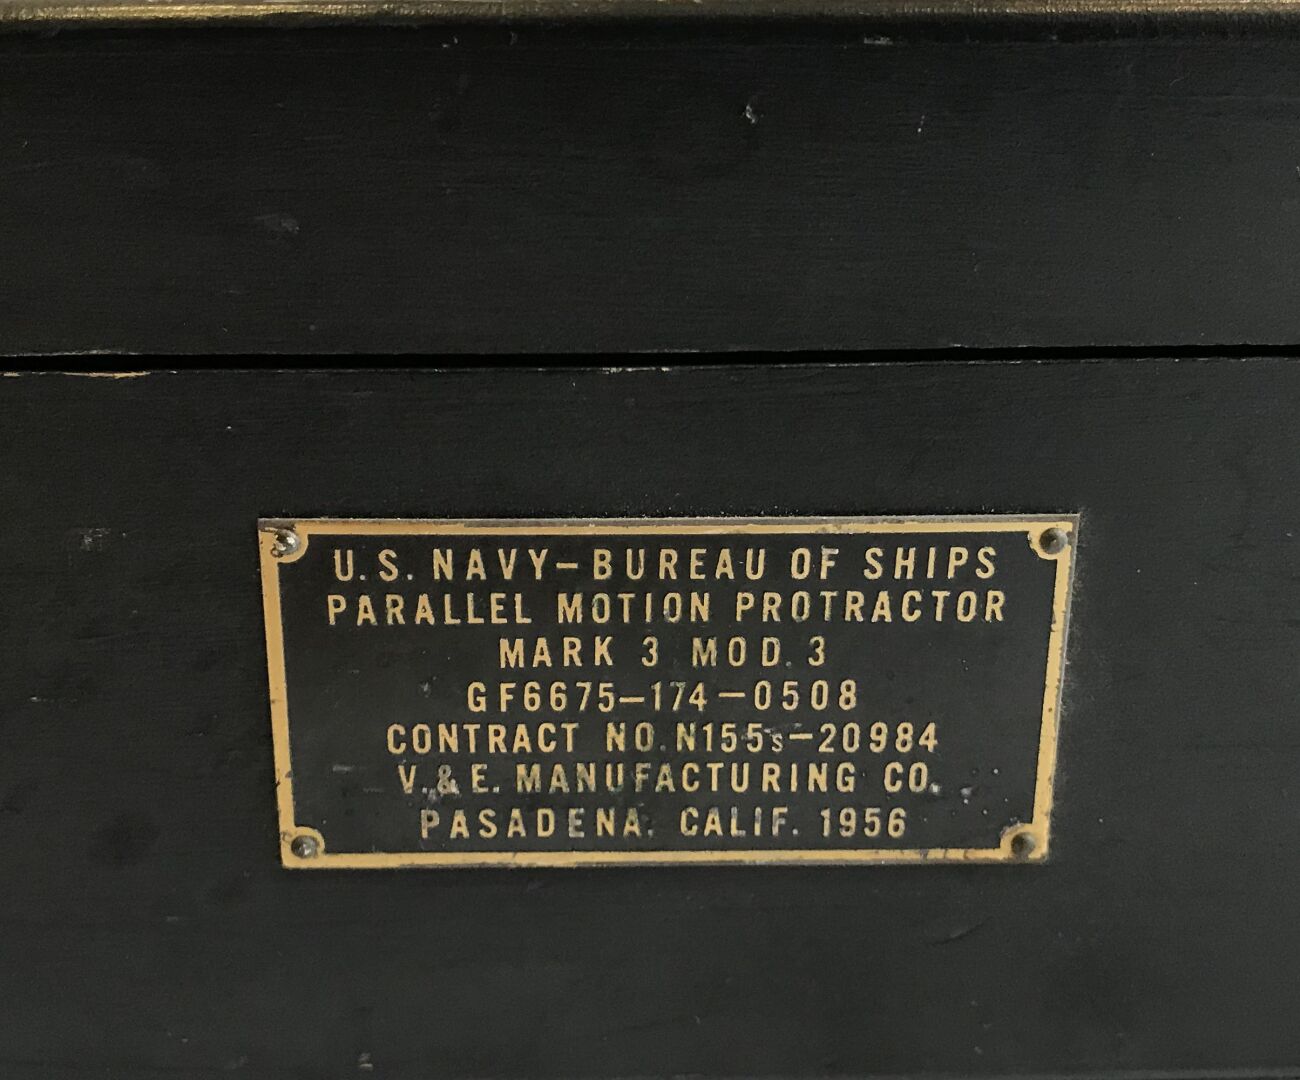 U.S. NAVY-BUREAU OF SHIPS
PARALLEL MOTION PROTRACTOR
MARK 3 MOD. 3
GF6675-174-0508
CONTRACT NO. N155s-20984
V. & E. MANUFACTURING CO.
PASADENA, CALIF. 1956